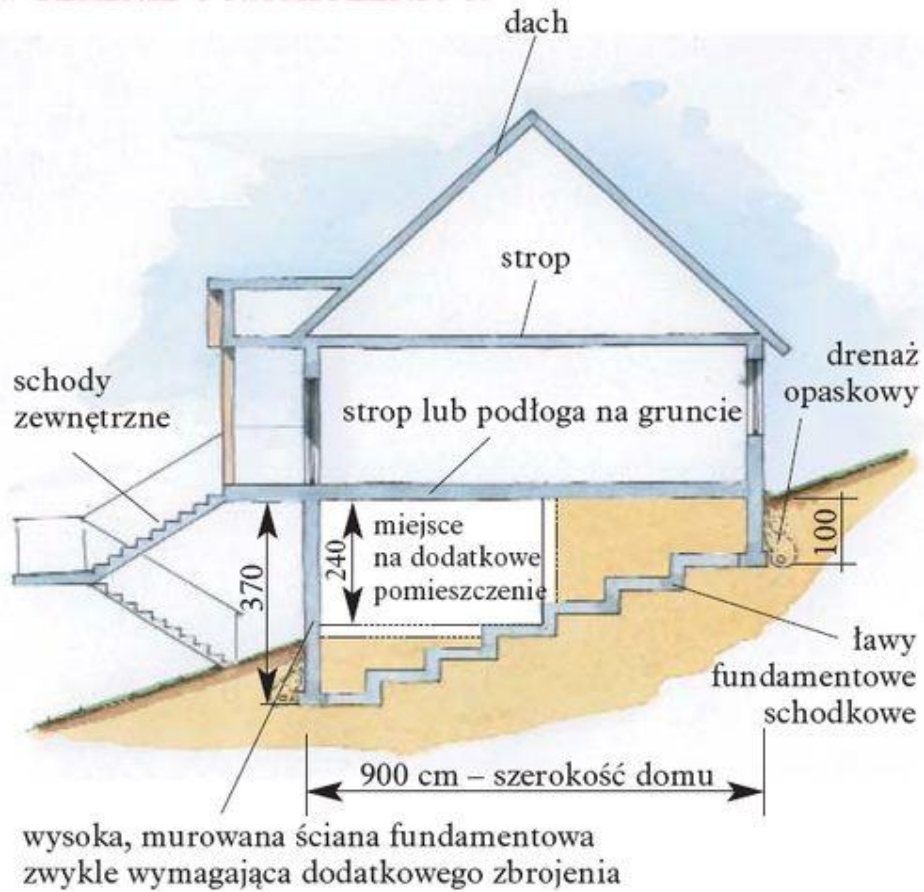 dach
strop
drenaż
opaskowy
schody
zewnętrzne
strop lub podłoga na gruncie
miejsce
na dodatkowe
pomieszczenie
240
370
100
ławy
fundamentowe
schodkowe
900 cm – szerokość domu
wysoka, murowana ściana fundamentowa
zwykle wymagająca dodatkowego zbrojenia